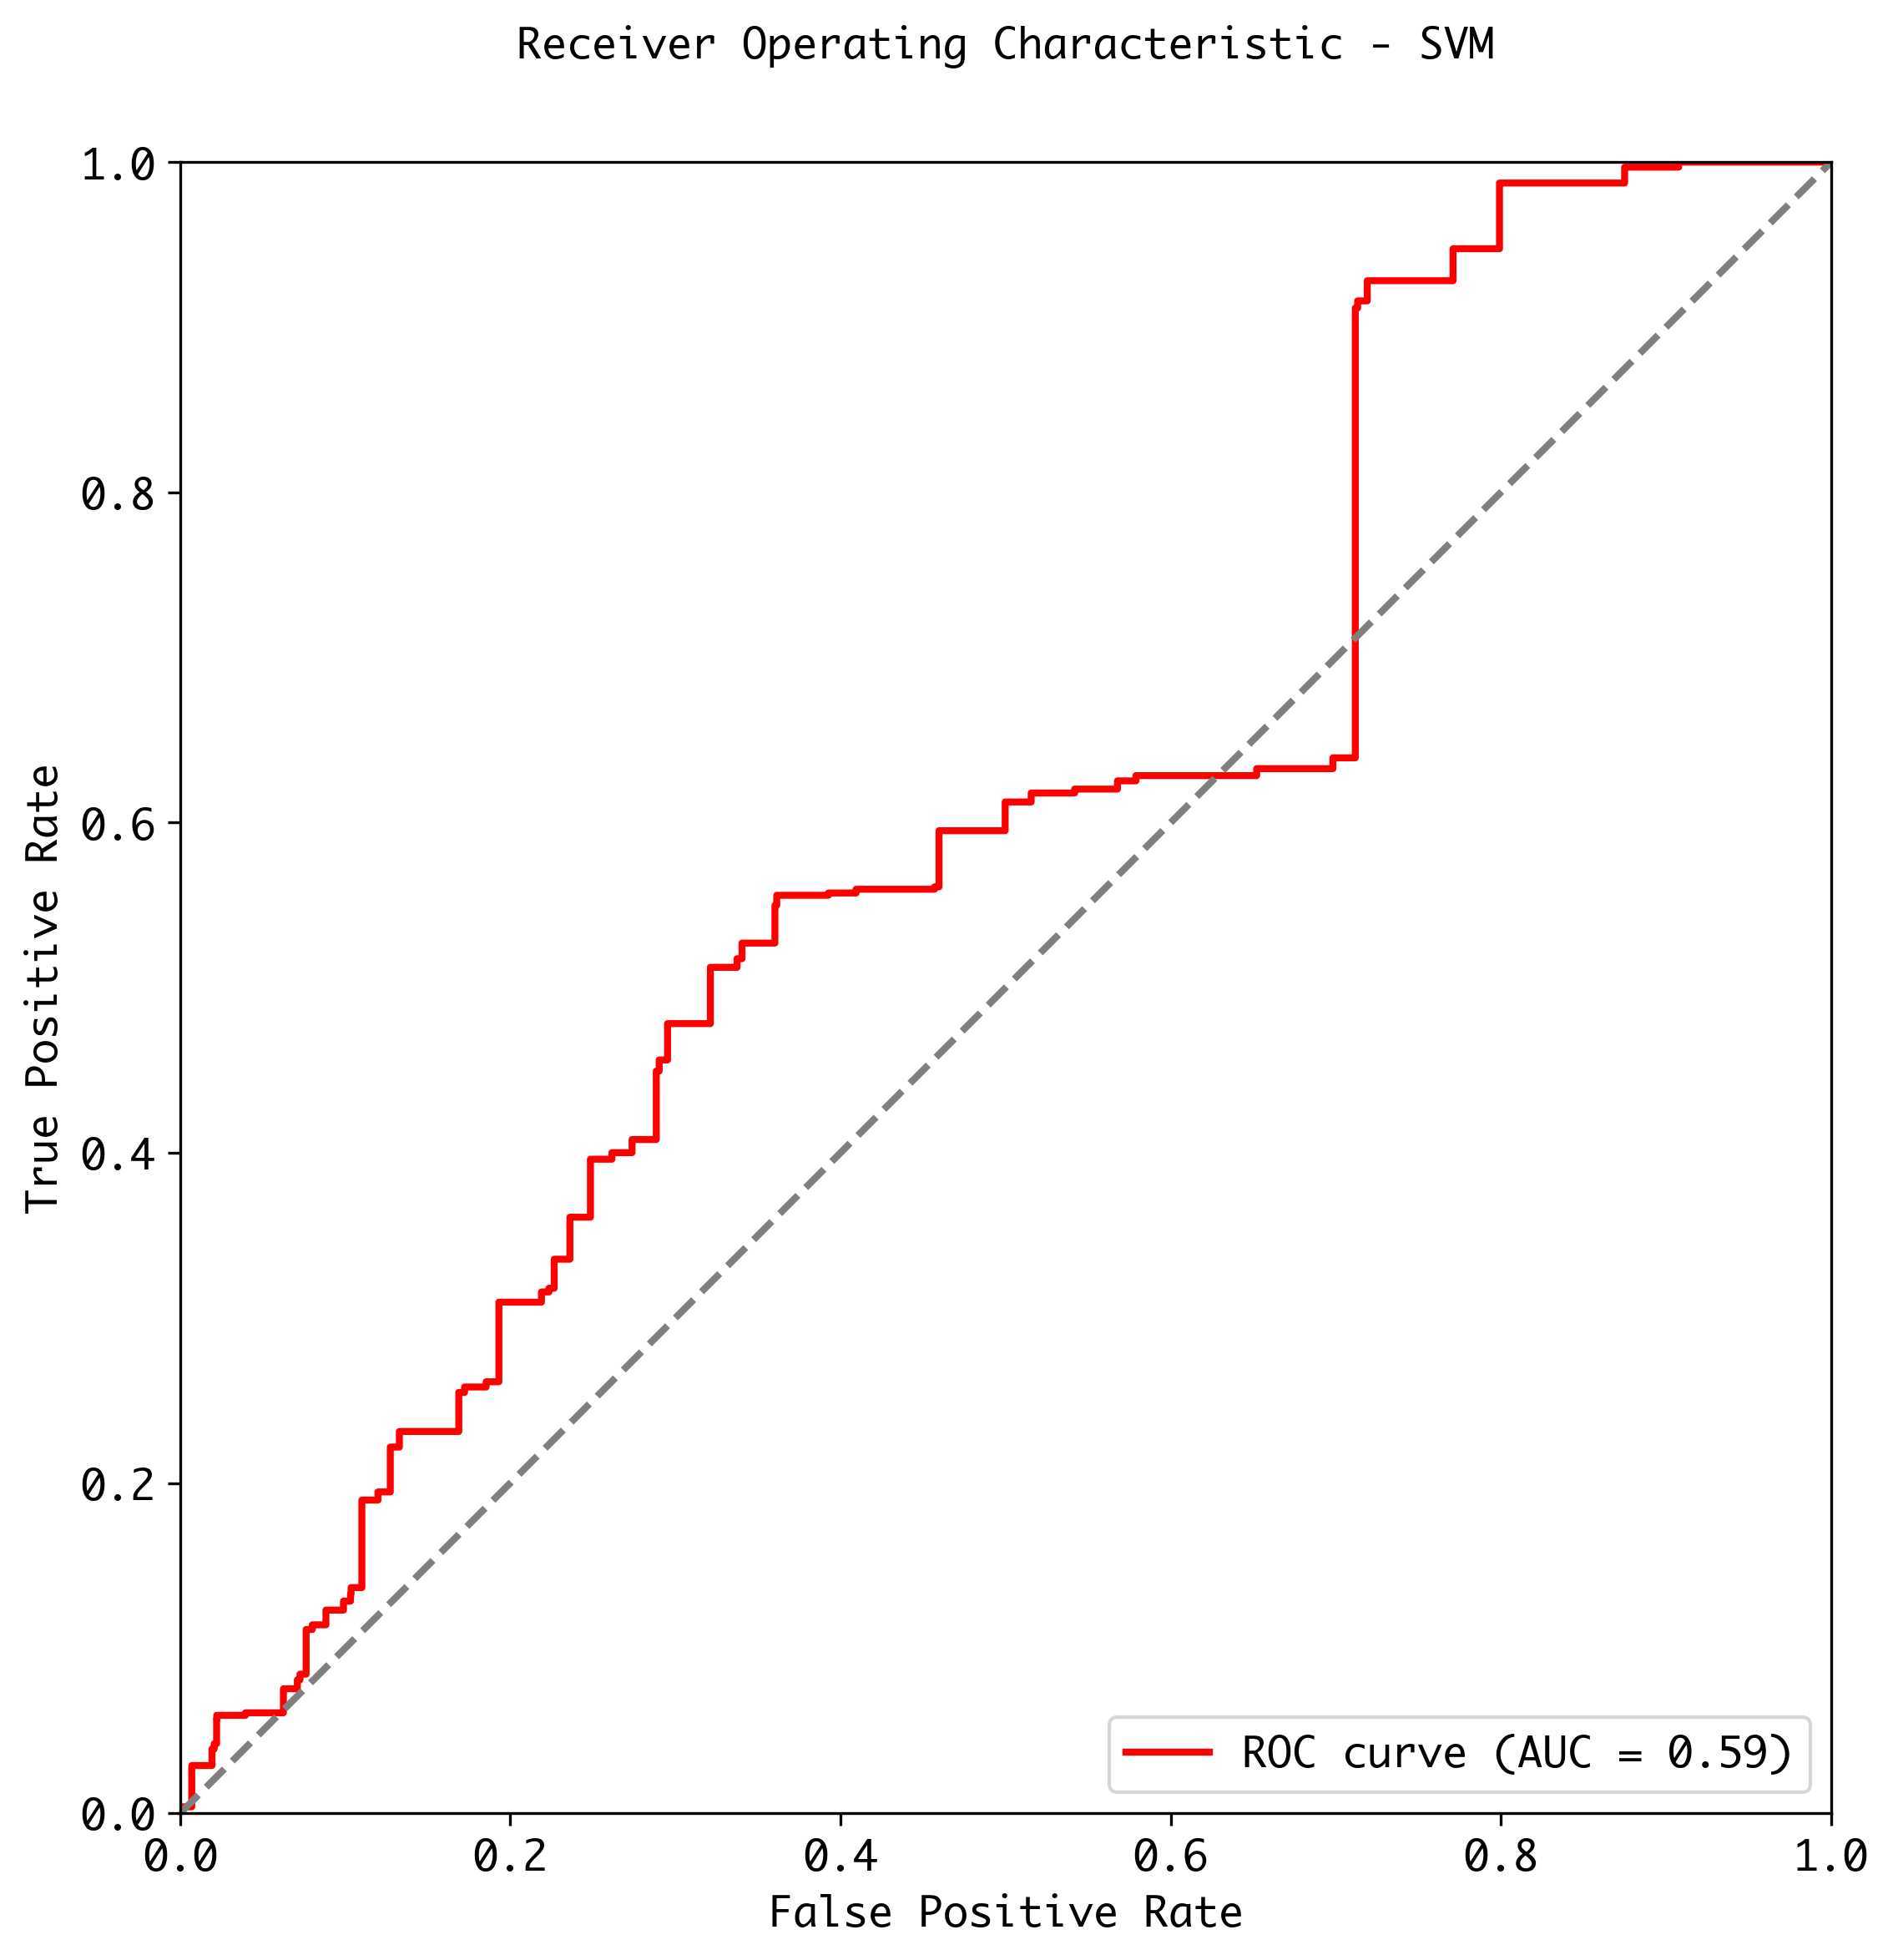 Receiver Operating Characteristic - SVM
1.0
0.8
0.6
0.4
0.2
0.0
True Positive Rate
ROC curve (AUC = 0.59)
0.0 0.2 0.4 0.6 0.8 1.0
False Positive Rate